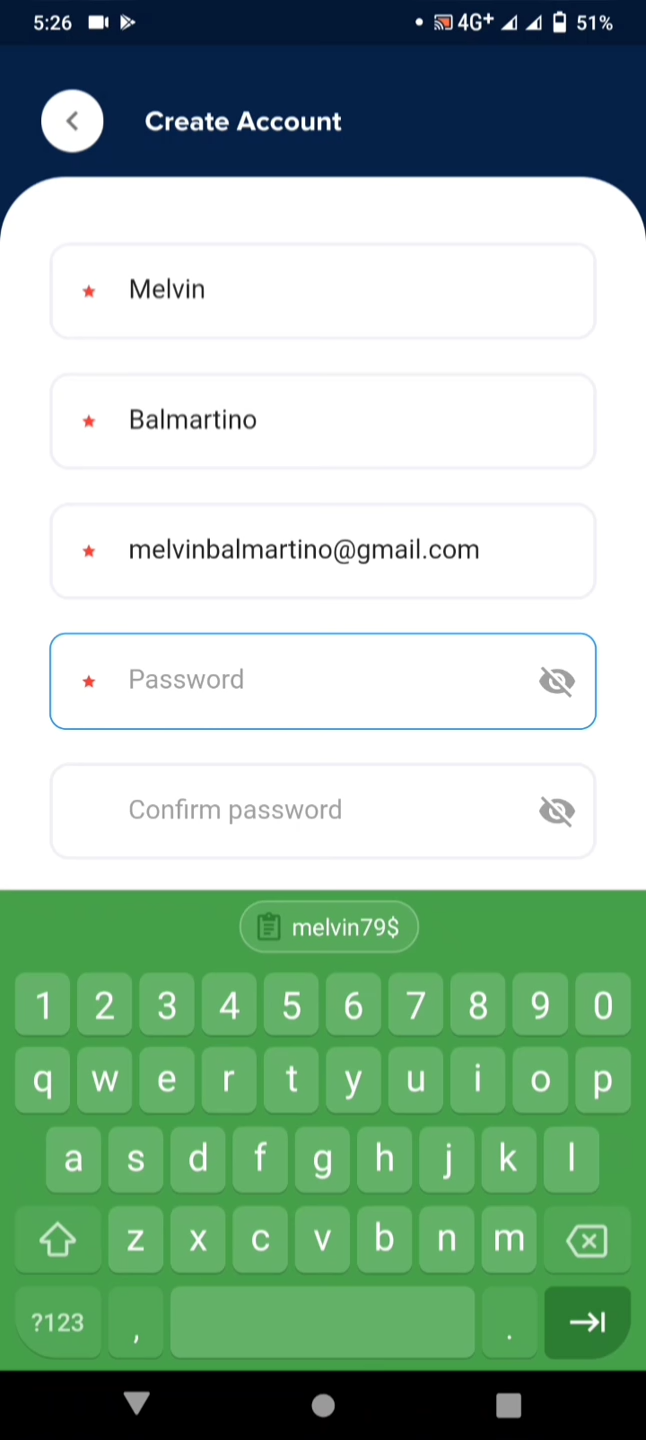 5:26 4G+ 51%
Create Account
Melvin
Balmartino
melvinbalmartino@gmail.com
Password
Confirm password
melvin79$
1 2 3 4 5 6 7 8 9 0
q w e r t y u i o p
a s d f g h j k l
z x c v b n m
?123 , .